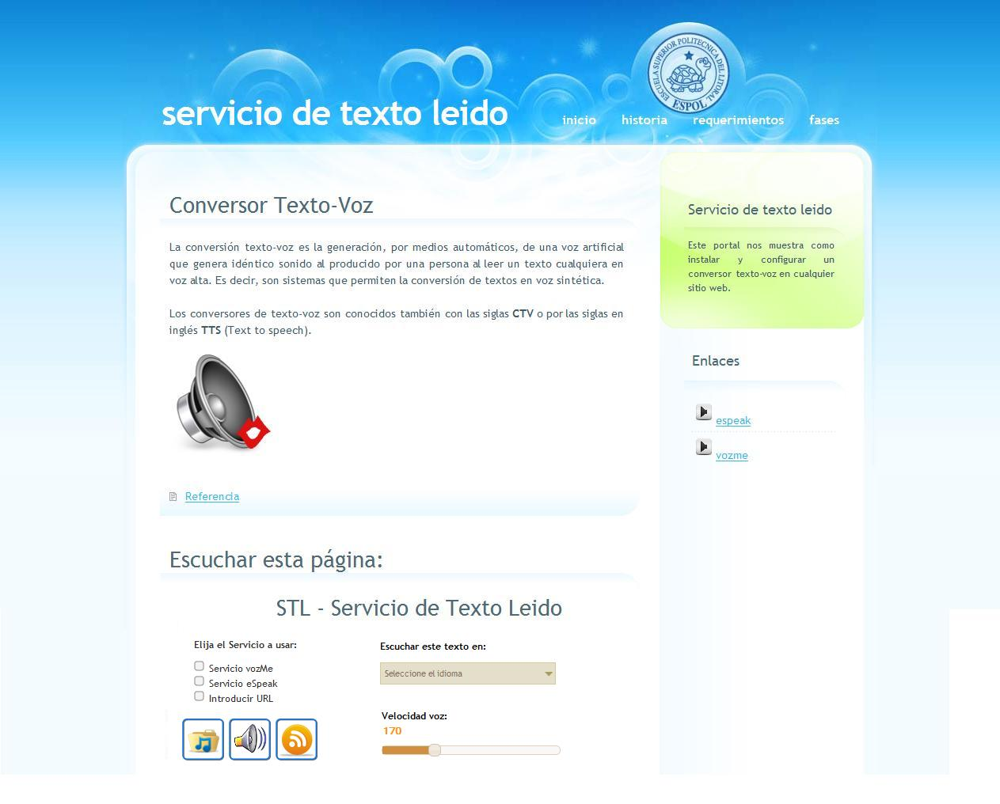 ESCUELA SUPERIOR POLITECNICA DEL LITORAL
ESPOL
servicio de texto leido
inicio historia requerimientos fases
Conversor Texto-Voz
La conversión texto-voz es la generación, por medios automáticos, de una voz artificial
que genera idéntico sonido al producido por una persona al leer un texto cualquiera en
voz alta. Es decir, son sistemas que permiten la conversión de textos en voz sintética.
Los conversores de texto-voz son conocidos también con las siglas CTV o por las siglas en
inglés TTS (Text to speech).
Referencia
Servicio de texto leido
Este portal nos muestra como
instalar y configurar un
conversor texto-voz en cualquier
sitio web.
Enlaces
espeak
vozme
Escuchar esta página:
STL - Servicio de Texto Leido
Elija el Servicio a usar:
Servicio vozMe
Servicio eSpeak
Introducir URL
Escuchar este texto en:
Seleccione el idioma
Velocidad voz:
170